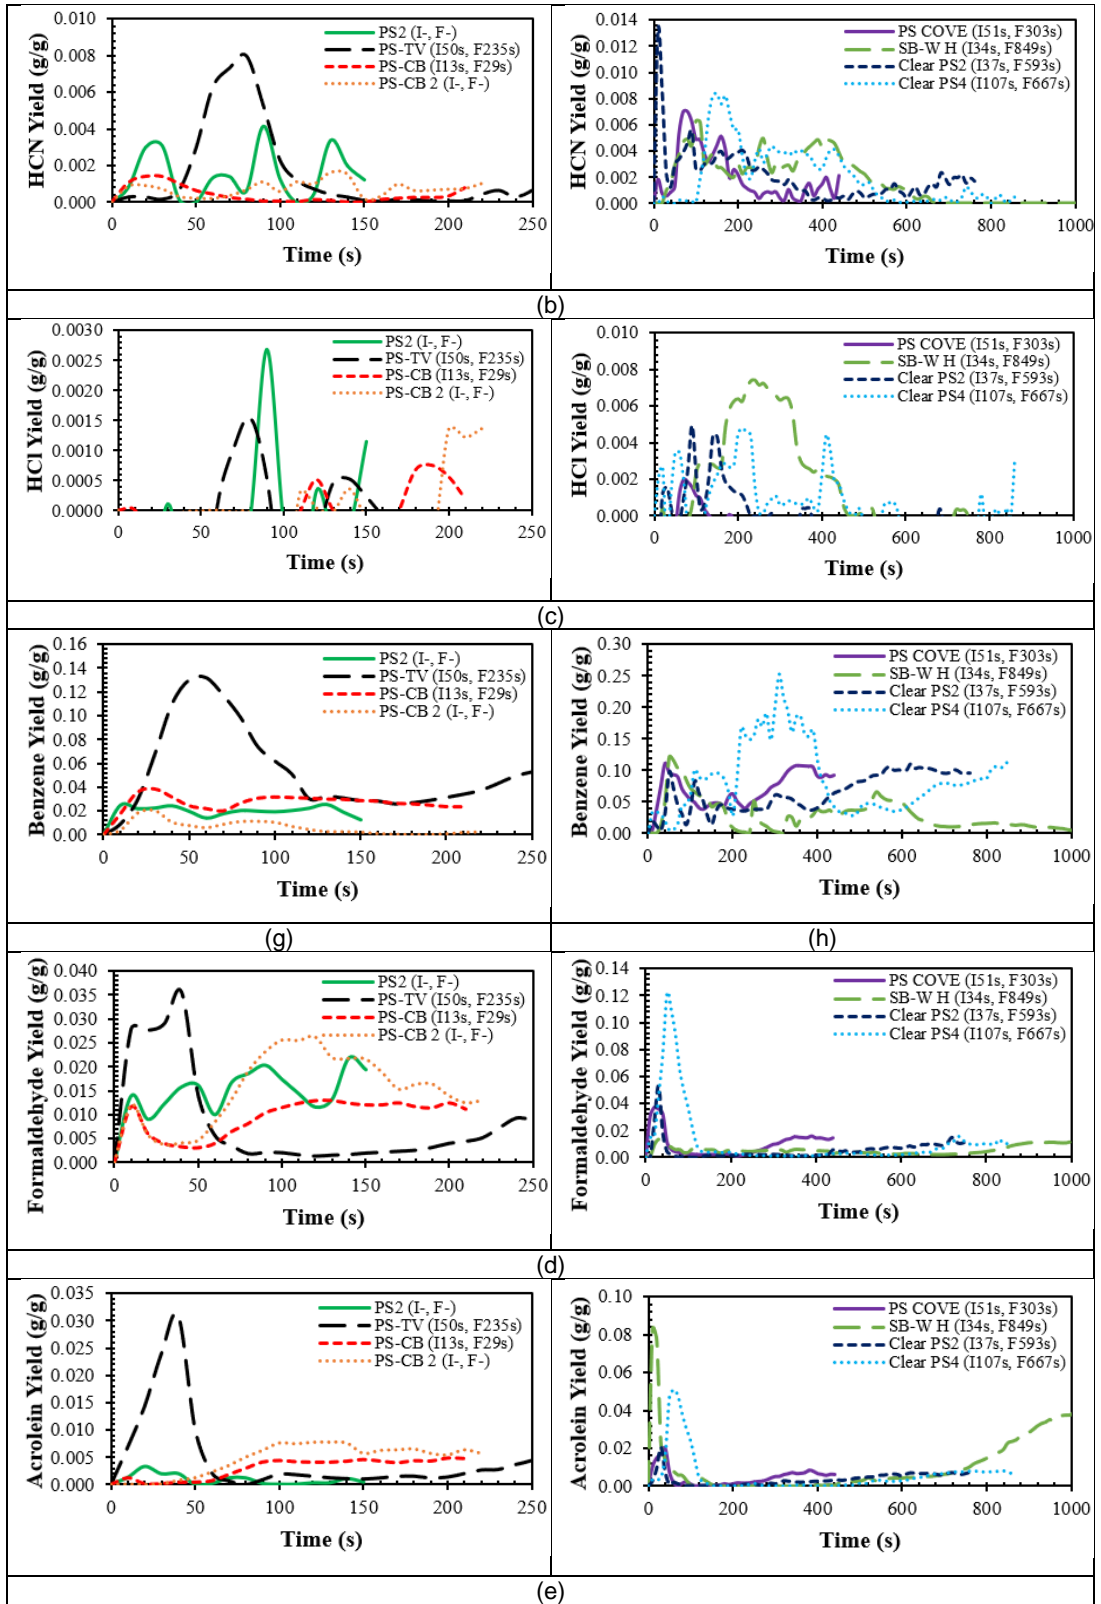 HCN Yield (g/g)
0.010
0.008
0.006
0.004
0.002
0.000
0 50 100 150 200 250
Time (s)
PS2 (I-, F-)
PS-TV (I50s, F235s)
PS-CB (I13s, F29s)
PS-CB 2 (I-, F-)
HCN Yield (g/g)
0.014
0.012
0.010
0.008
0.006
0.004
0.002
0.000
0 200 400 600 800 1000
Time (s)
PS COVE (I51s, F303s)
SB-W H (I34s, F849s)
Clear PS2 (I37s, F593s)
Clear PS4 (I107s, F667s)
(b)
HCl Yield (g/g)
0.0030
0.0025
0.0020
0.0015
0.0010
0.0005
0.0000
0 50 100 150 200 250
Time (s)
PS2 (I-, F-)
PS-TV (I50s, F235s)
PS-CB (I13s, F29s)
PS-CB 2 (I-, F-)
HCl Yield (g/g)
0.010
0.008
0.006
0.004
0.002
0.000
0 200 400 600 800 1000
Time (s)
PS COVE (I51s, F303s)
SB-W H (I34s, F849s)
Clear PS2 (I37s, F593s)
Clear PS4 (I107s, F667s)
(c)
Benzene Yield (g/g)
0.16
0.14
0.12
0.10
0.08
0.06
0.04
0.02
0.00
0 50 100 150 200 250
Time (s)
PS2 (I-, F-)
PS-TV (I50s, F235s)
PS-CB (I13s, F29s)
PS-CB 2 (I-, F-)
Benzene Yield (g/g)
0.30
0.25
0.20
0.15
0.10
0.05
0.00
0 200 400 600 800 1000
Time (s)
PS COVE (I51s, F303s)
SB-W H (I34s, F849s)
Clear PS2 (I37s, F593s)
Clear PS4 (I107s, F667s)
(g)
(h)
Formaldehyde Yield (g/g)
0.040
0.035
0.030
0.025
0.020
0.015
0.010
0.005
0.000
0 50 100 150 200 250
Time (s)
PS2 (I-, F-)
PS-TV (I50s, F235s)
PS-CB (I13s, F29s)
PS-CB 2 (I-, F-)
Formaldehyde Yield (g/g)
0.14
0.12
0.10
0.08
0.06
0.04
0.02
0.00
0 200 400 600 800 1000
Time (s)
PS COVE (I51s, F303s)
SB-W H (I34s, F849s)
Clear PS2 (I37s, F593s)
Clear PS4 (I107s, F667s)
(d)
Acrolein Yield (g/g)
0.035
0.030
0.025
0.020
0.015
0.010
0.005
0.000
0 50 100 150 200 250
Time (s)
PS2 (I-, F-)
PS-TV (I50s, F235s)
PS-CB (I13s, F29s)
PS-CB 2 (I-, F-)
Acrolein Yield (g/g)
0.10
0.08
0.06
0.04
0.02
0.00
0 200 400 600 800 1000
Time (s)
PS COVE (I51s, F303s)
SB-W H (I34s, F849s)
Clear PS2 (I37s, F593s)
Clear PS4 (I107s, F667s)
(e)